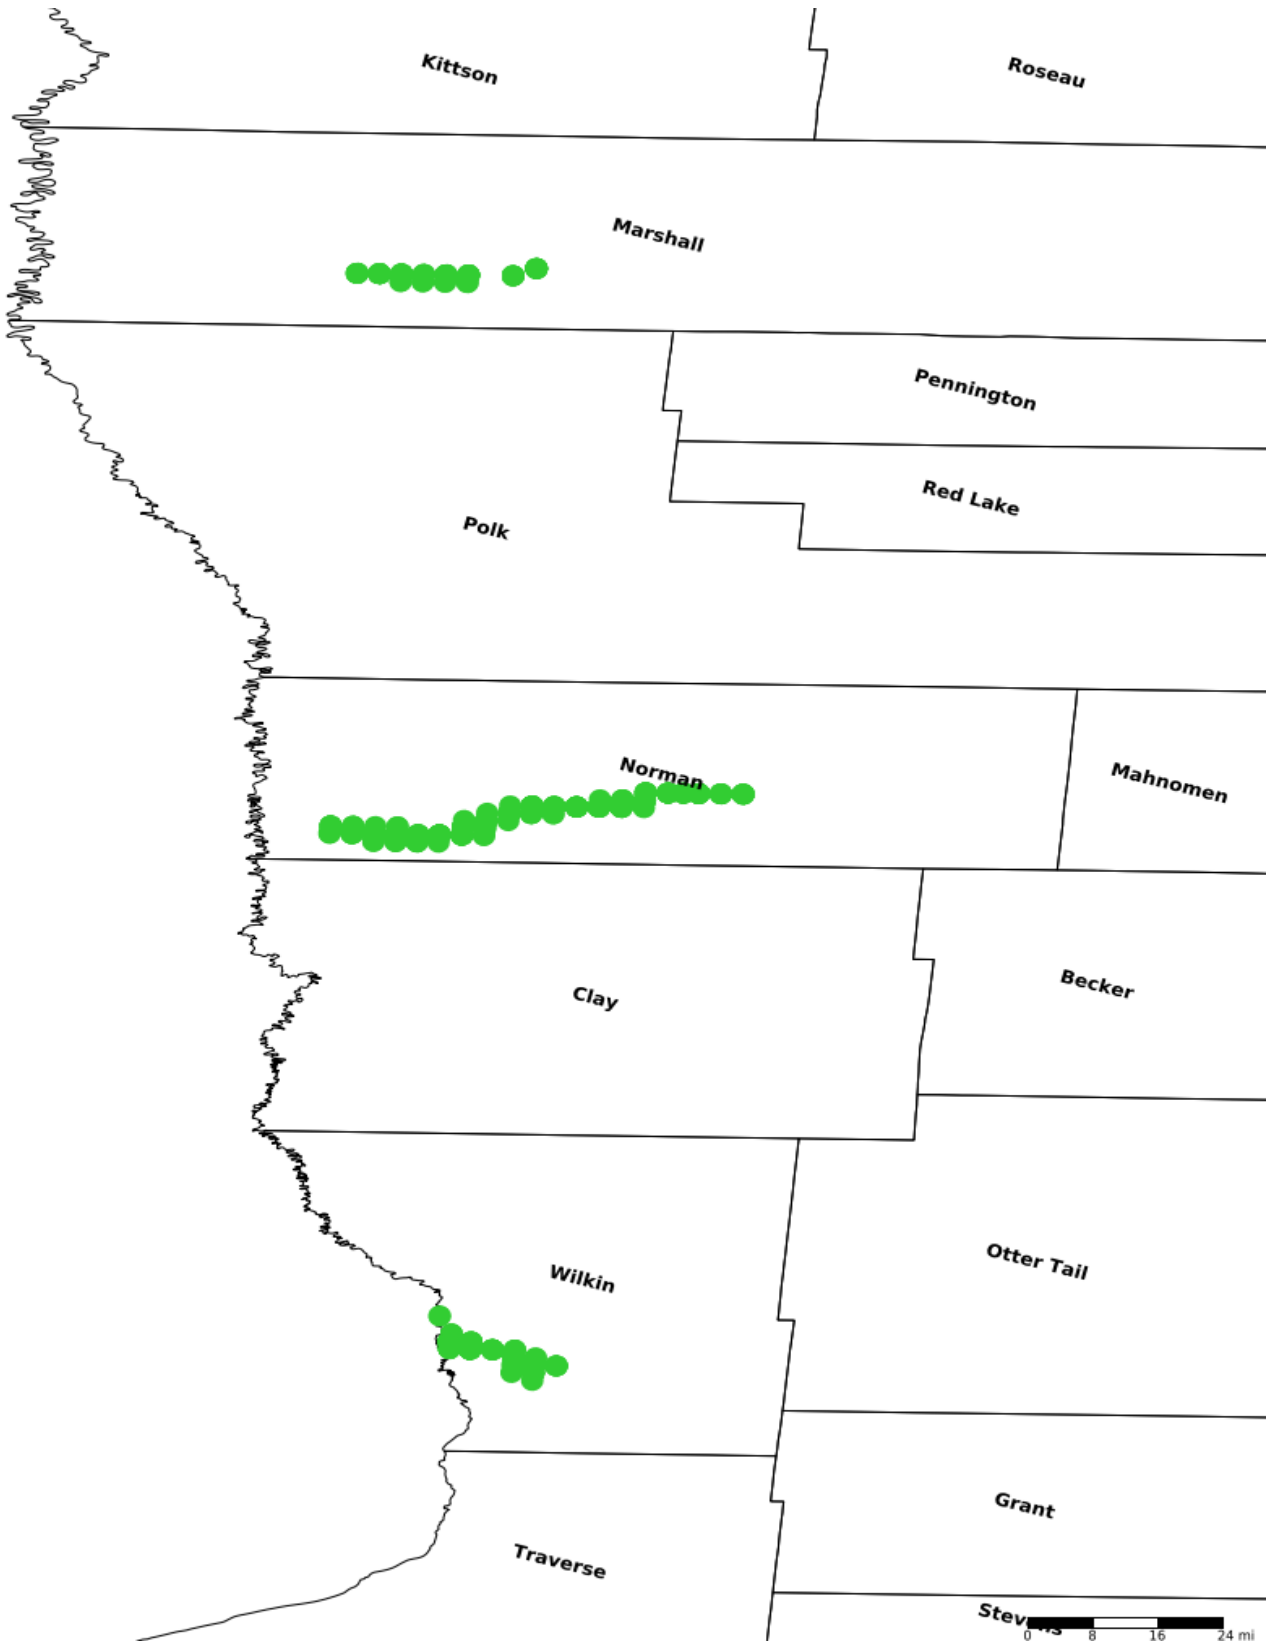 Kittson
Roseau
Marshall
Pennington
Red Lake
Polk
Norman
Mahnomen
Clay
Becker
Otter Tail
Wilkin
Grant
Traverse
Stevens
0 8 16 24 mi